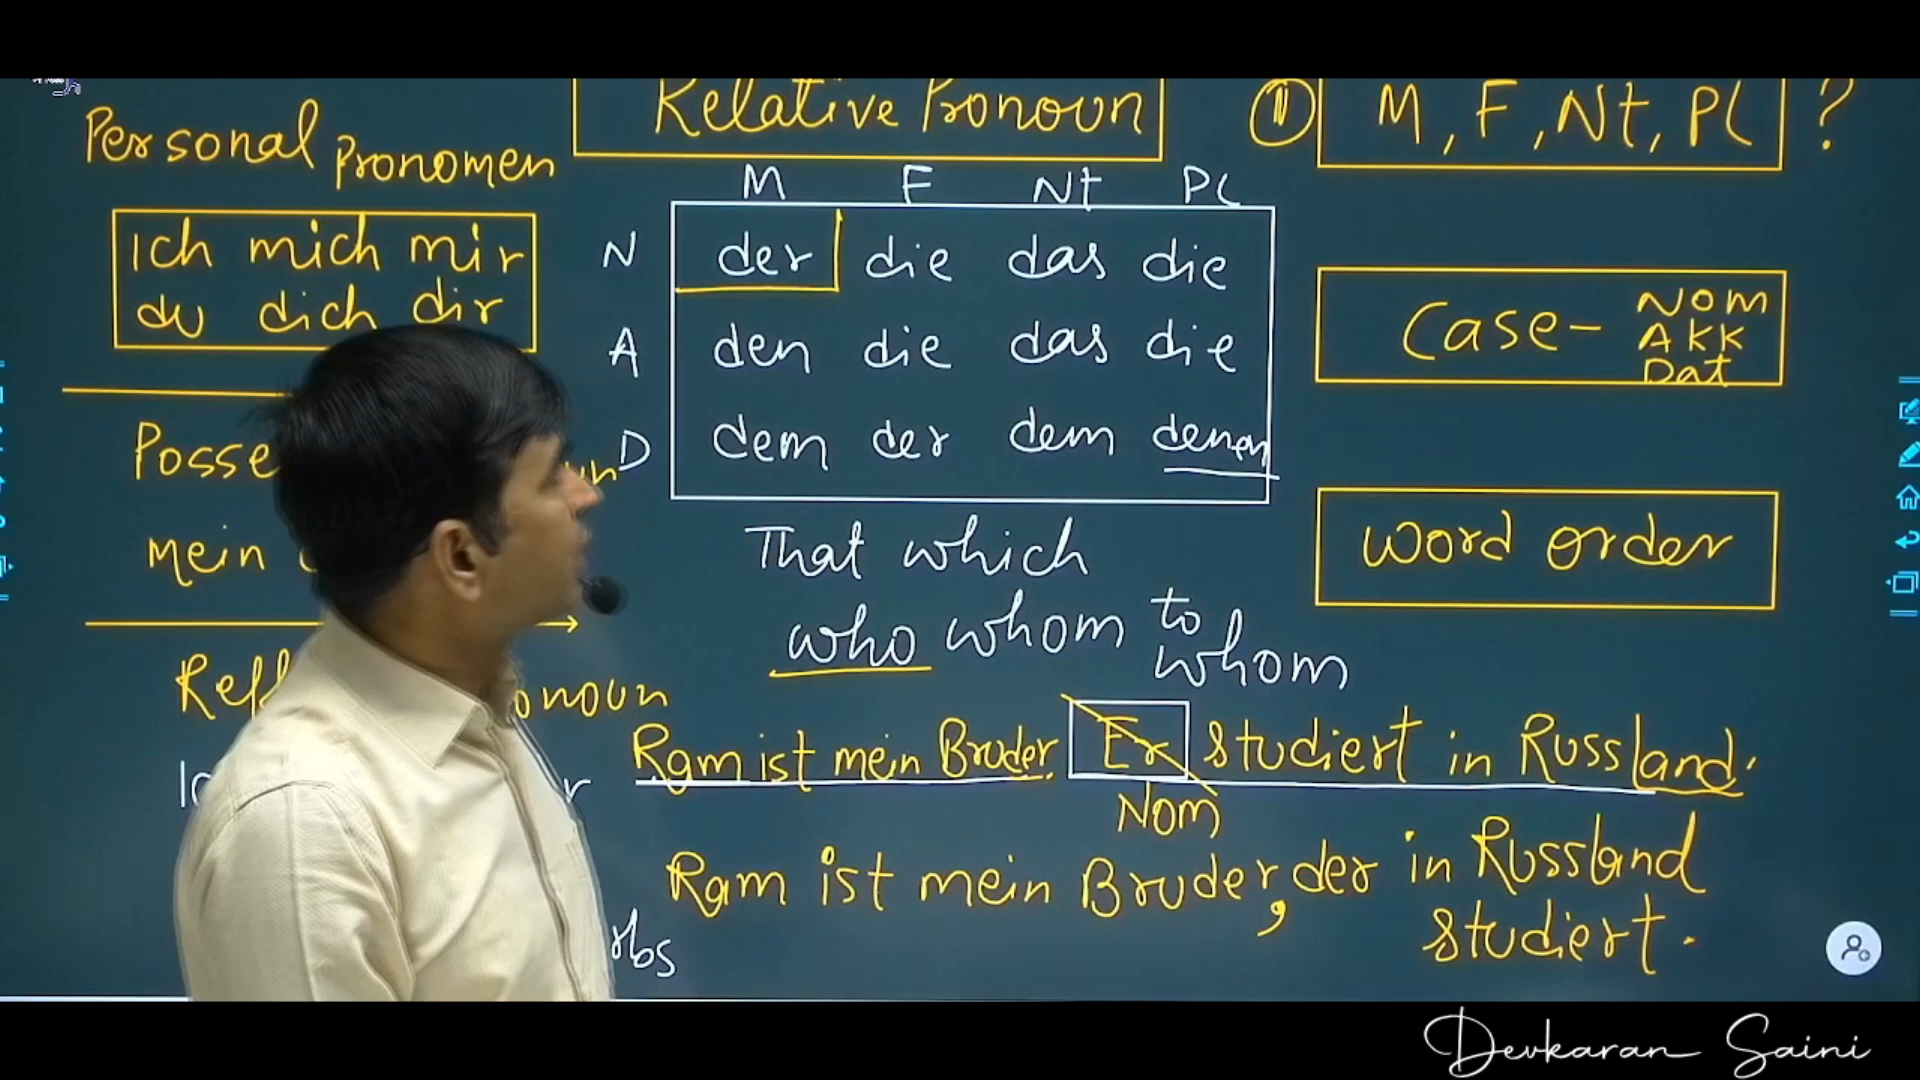 Personal Pronomen
Ich mich mir
du dich dir
Mein
Relative Pronoun
M F Nt PL
N der die das die
A den die das die
D dem der dem denen
That which
who whom to whom
Ram ist mein Bruder. Er studiert in Russland.
Nom
Ram ist mein Bruder, der in Russland
studiert.
M, F, Nt, Pl ?
Case- Nom
Akk
Dat
word order
Devkaran Saini